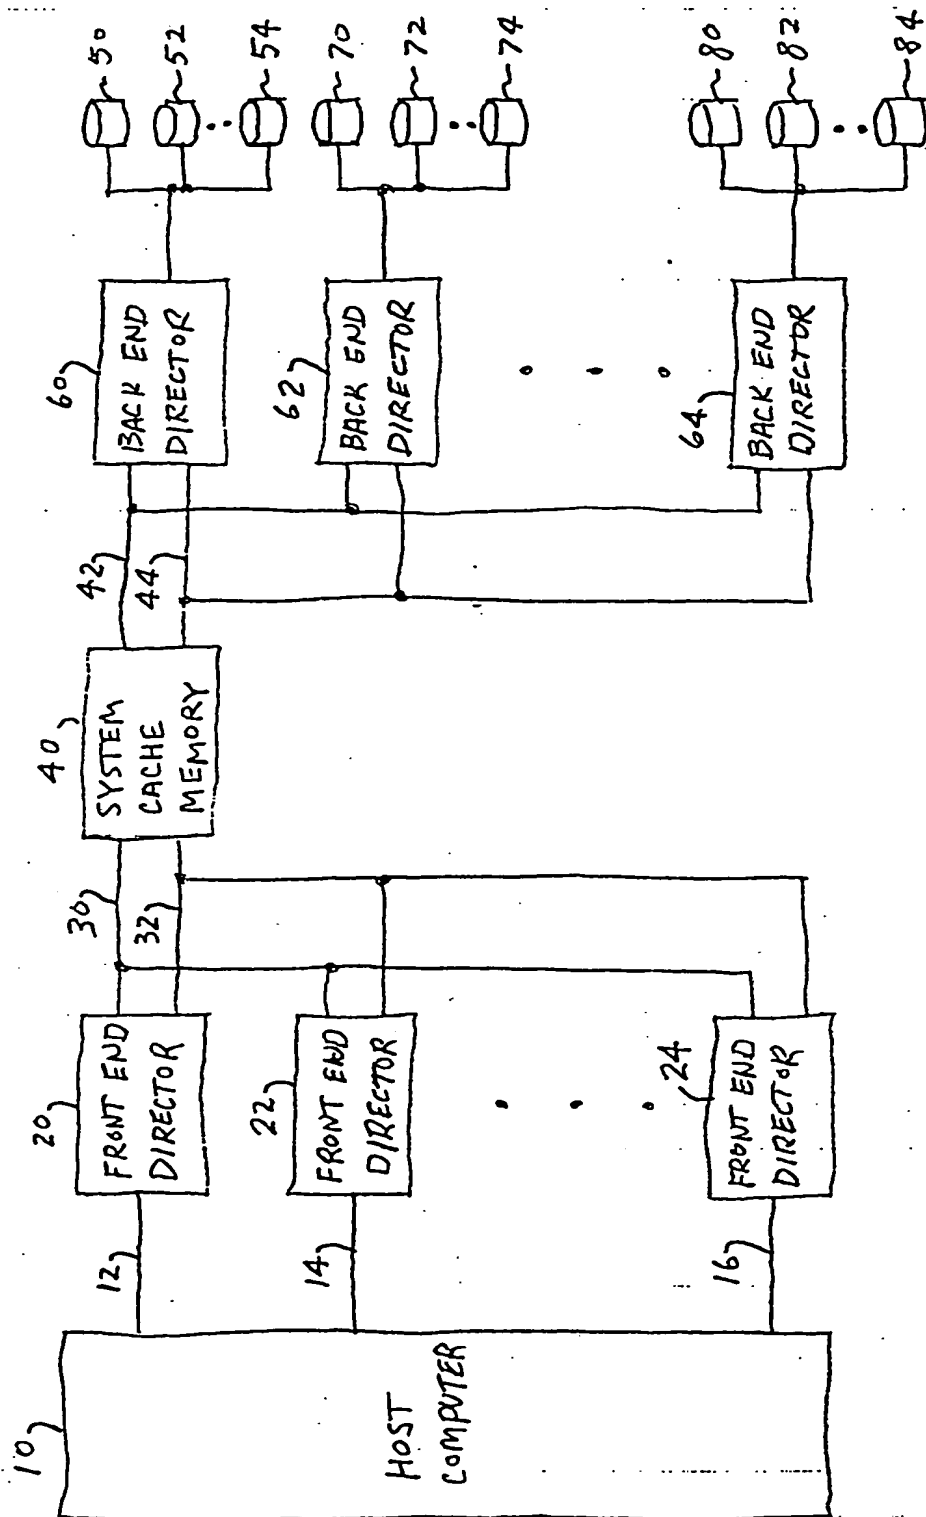 10
HOST
COMPUTER
12
14
16
20
FRONT END
DIRECTOR
22
FRONT END
DIRECTOR
24
FRONT END
DIRECTOR
30
32
40
SYSTEM
CACHE
MEMORY
42
44
60
BACK END
DIRECTOR
62
BACK END
DIRECTOR
64
BACK END
DIRECTOR
50
52
54
70
72
74
80
82
84